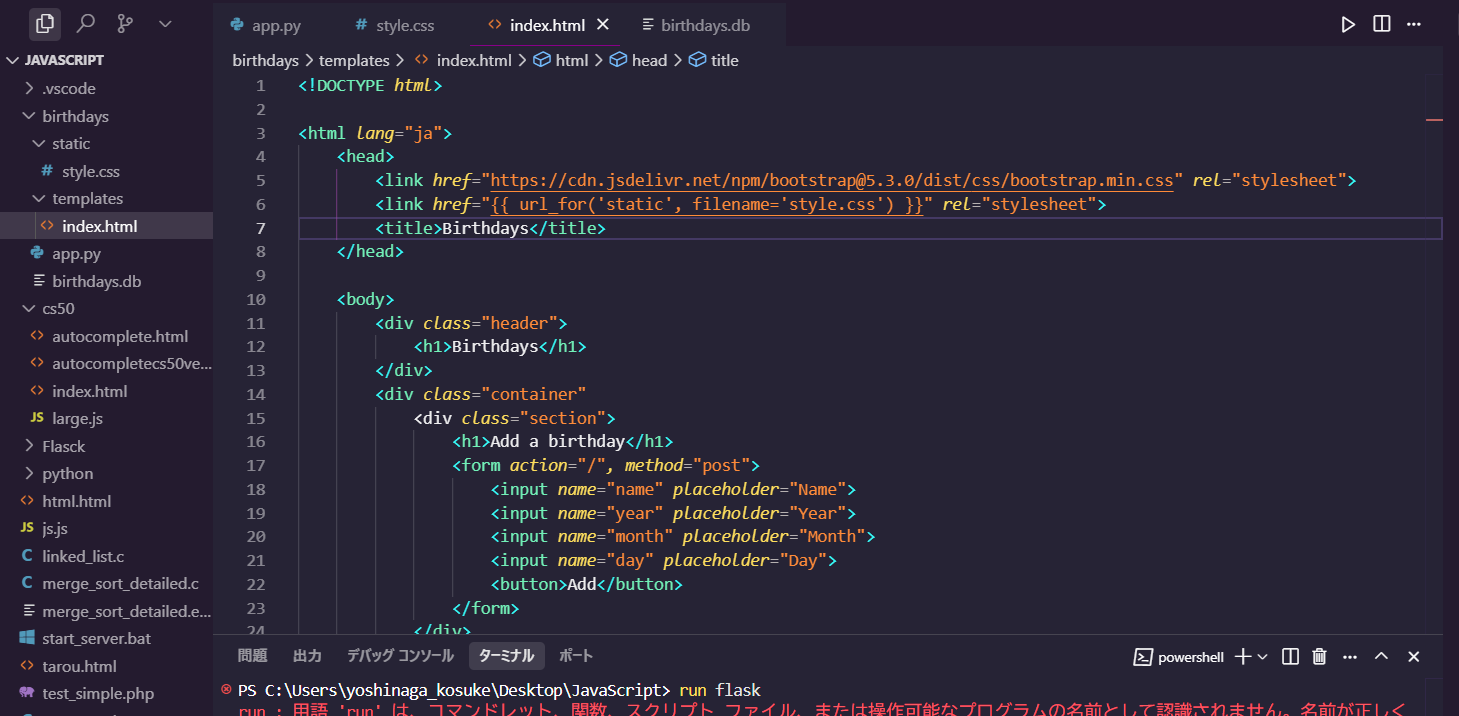 app.py
style.css
index.html
birthdays.db
JAVASCRIPT
.vscode
birthdays
static
style.css
templates
index.html
app.py
birthdays.db
cs50
autocomplete.html
autocompletecs50ve...
index.html
large.js
Flasck
python
html.html
js.js
linked_list.c
merge_sort_detailed.c
merge_sort_detailed.e...
start_server.bat
tarou.html
test_simple.php
birthdays > templates > index.html > html > head > title
1 <!DOCTYPE html>
2
3 <html lang="ja">
4 <head>
5 <link href="https://cdn.jsdelivr.net/npm/bootstrap@5.3.0/dist/css/bootstrap.min.css" rel="stylesheet">
6 <link href="{{ url_for('static', filename='style.css') }}" rel="stylesheet">
7 <title>Birthdays</title>
8 </head>
9
10 <body>
11 <div class="header">
12 <h1>Birthdays</h1>
13 </div>
14 <div class="container"
15 <div class="section">
16 <h1>Add a birthday</h1>
17 <form action="/", method="post">
18 <input name="name" placeholder="Name">
19 <input name="year" placeholder="Year">
20 <input name="month" placeholder="Month">
21 <input name="day" placeholder="Day">
22 <button>Add</button>
23 </form>
24 </div>
問題 出力 デバッグ コンソール ターミナル ポート
powershell
PS C:\Users\yoshinaga_kosuke\Desktop\JavaScript> run flask
run : 用語 'run' は、コマンドレット、関数、スクリプト ファイル、または操作可能なプログラムの名前として認識されません。名前が正しく